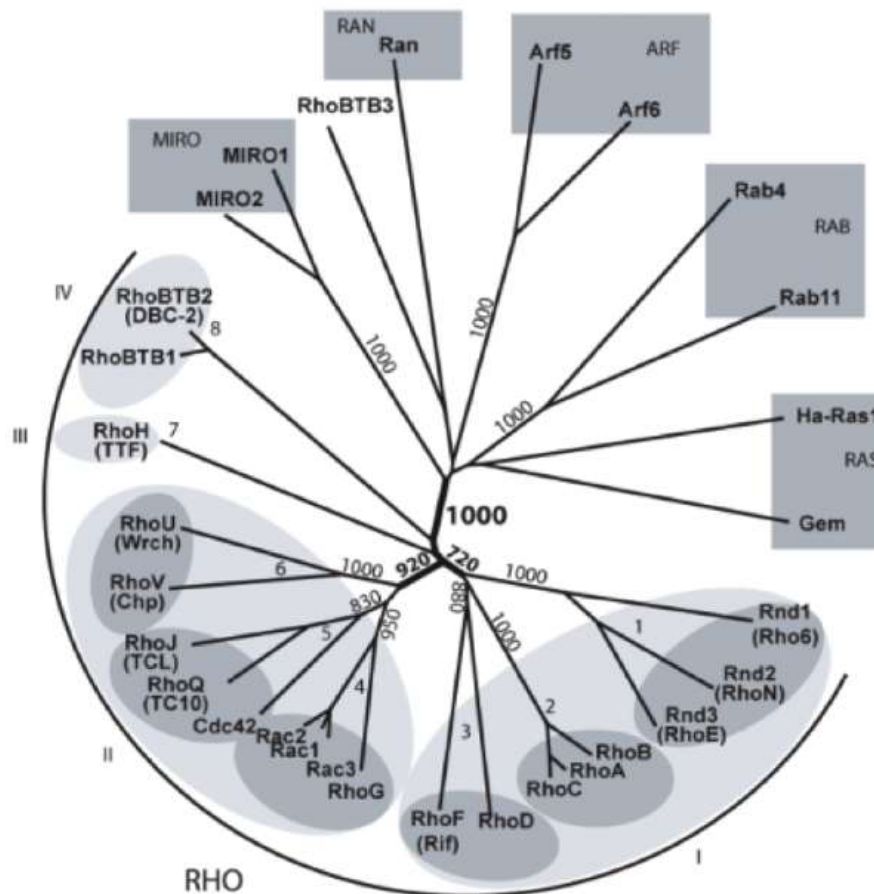 RAN
Ran
Arf5
ARF
RhoBTB3
Arf6
MIRO
MIRO1
MIRO2
Rab4
RAB
Rab11
IV
RhoBTB2
(DBC-2)
8
RhoBTB1
1000
1000
1000
Ha-Ras1
RAS
Gem
III
RhoH
(TTF)
7
1000
RhoU
(Wrch)
6
1000
920
720
1000
RhoV
(Chp)
830
950
880
1000
1
Rnd1
(Rho6)
RhoJ
(TCL)
5
Rnd2
(RhoN)
RhoQ
(TC10)
4
Cdc42
Rnd3
(RhoE)
II
Rac2
Rac1
Rac3
RhoG
3
2
RhoB
RhoA
RhoC
RhoF
(Rif)
RhoD
I
RHO